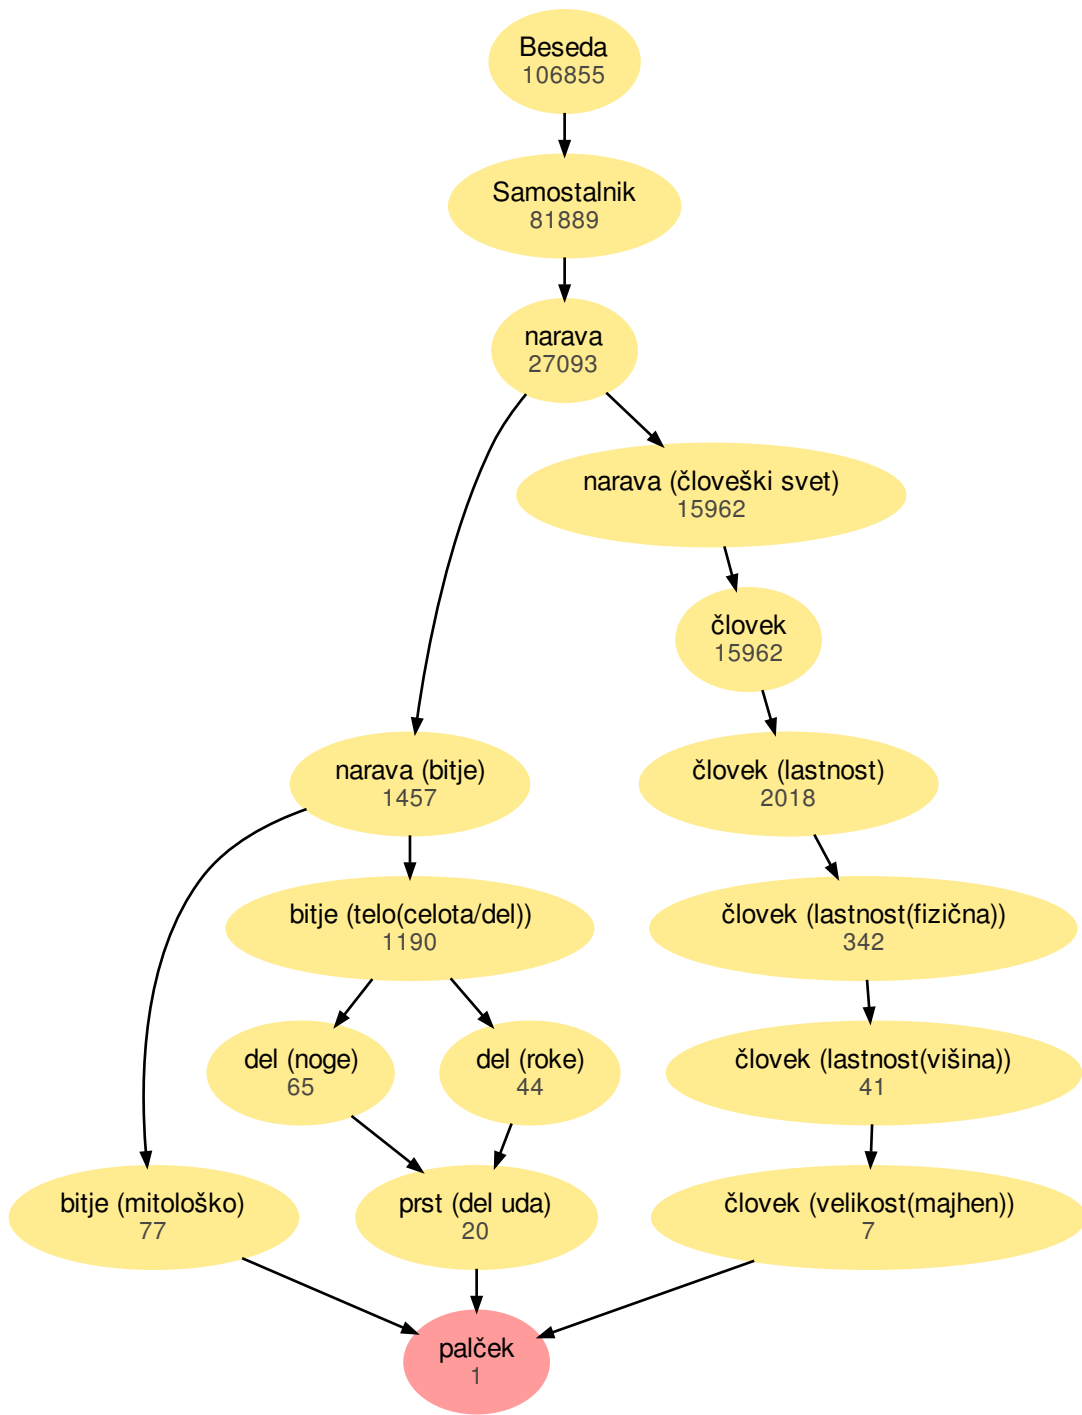 Beseda
106855
Samostalnik
81889
narava
27093
narava (človeški svet)
15962
človek
15962
narava (bitje)
1457
človek (lastnost)
2018
bitje (telo(celota/del))
1190
človek (lastnost(fizična))
342
del (noge)
65
del (roke)
44
človek (lastnost(višina))
41
bitje (mitološko)
77
prst (del uda)
20
človek (velikost(majhen))
7
palček
1